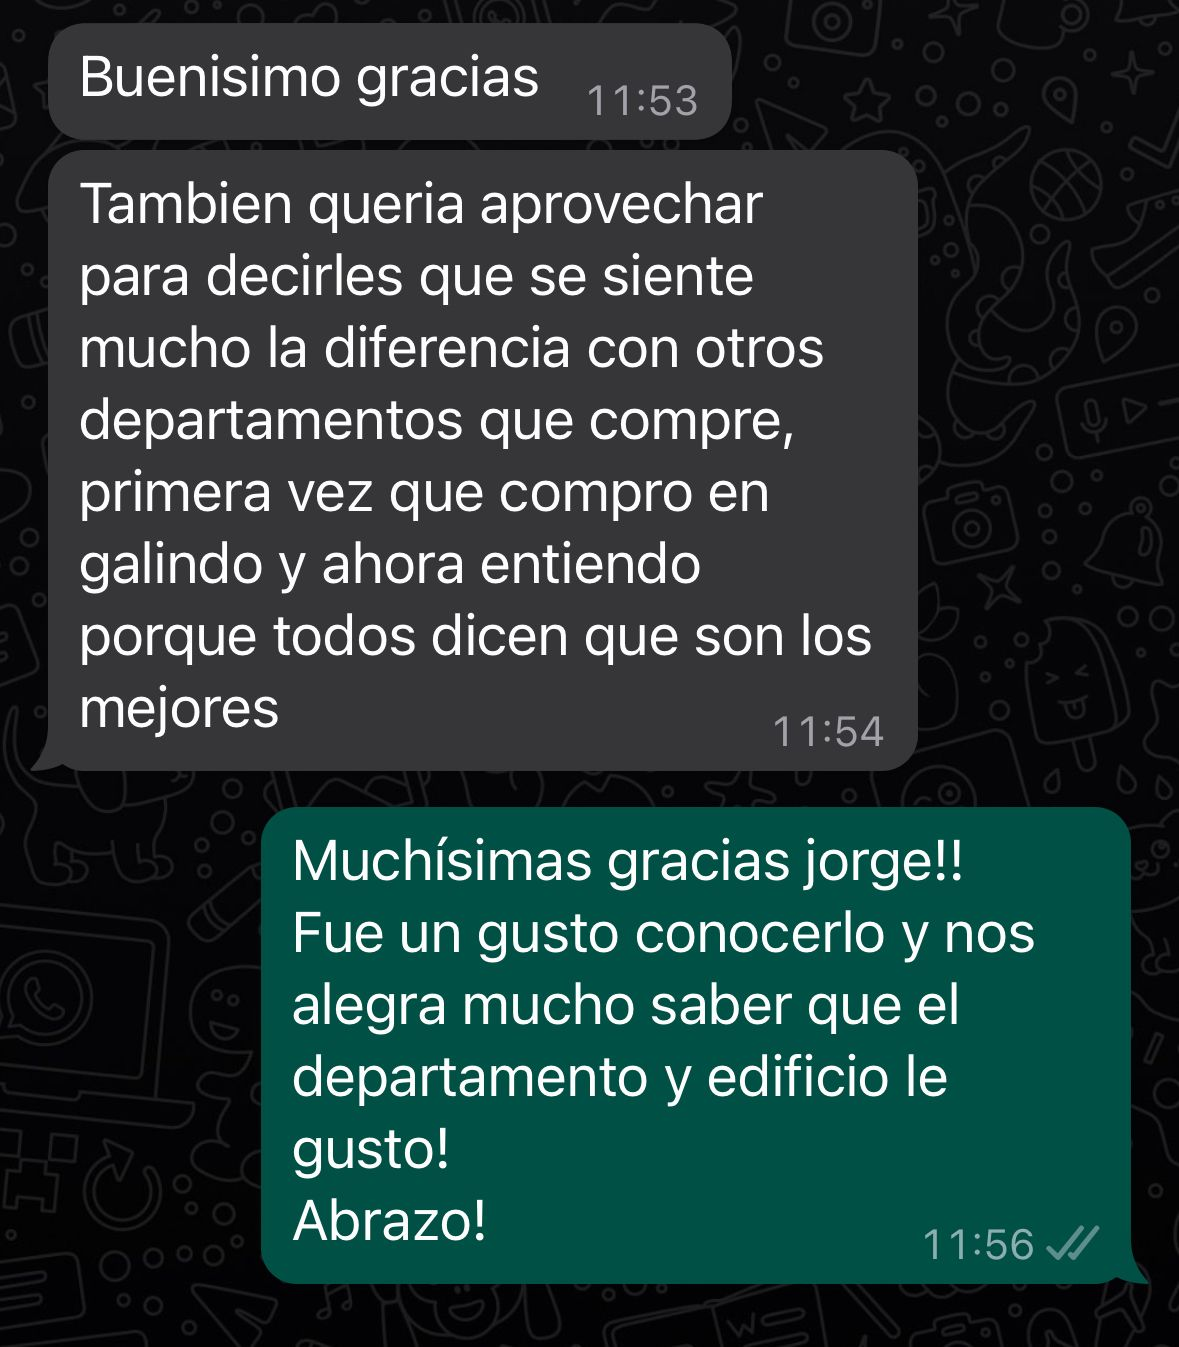 Buenisimo gracias
11:53
Tambien queria aprovechar
para decirles que se siente
mucho la diferencia con otros
departamentos que compre,
primera vez que compro en
galindo y ahora entiendo
porque todos dicen que son los
mejores
11:54
Muchísimas gracias jorge!!
Fue un gusto conocerlo y nos
alegra mucho saber que el
departamento y edificio le
gusto!
Abrazo!
11:56